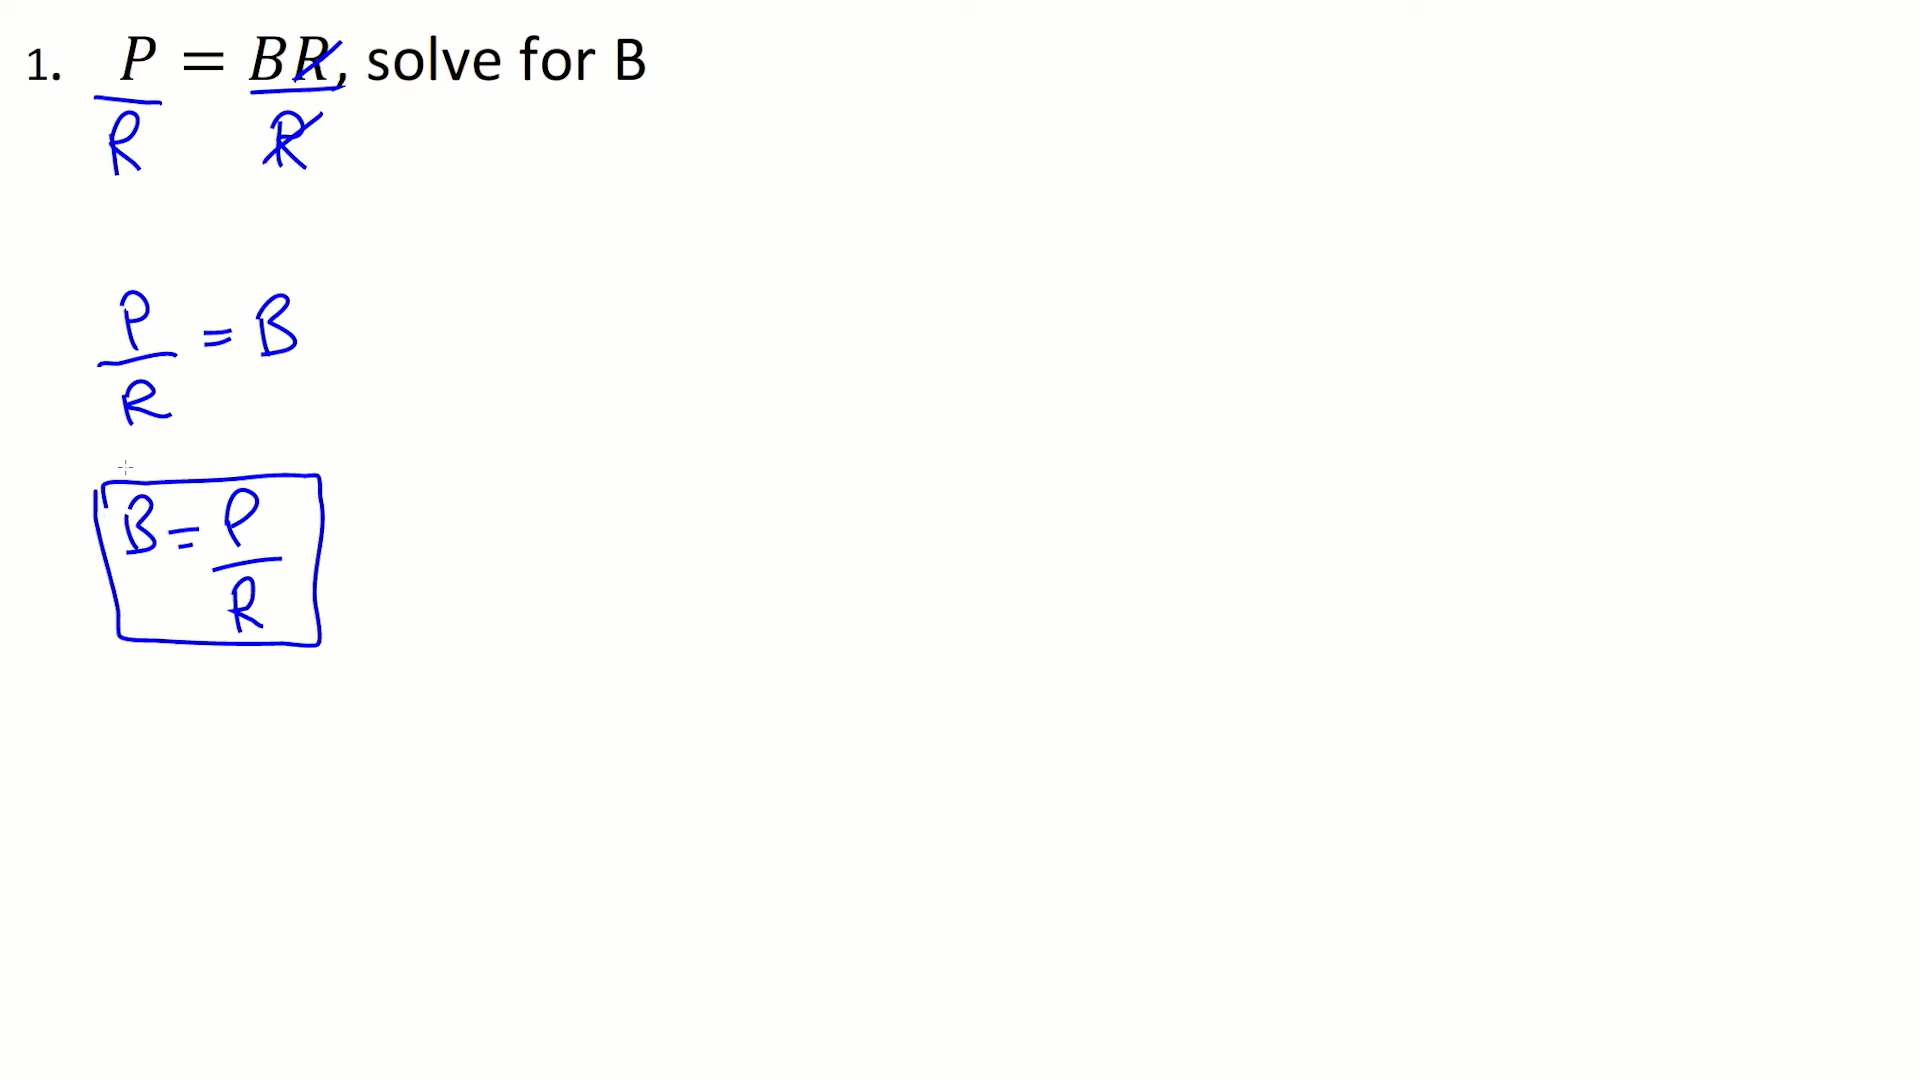 1. P = BR, solve for B
R R
P = B
R
B = P
R